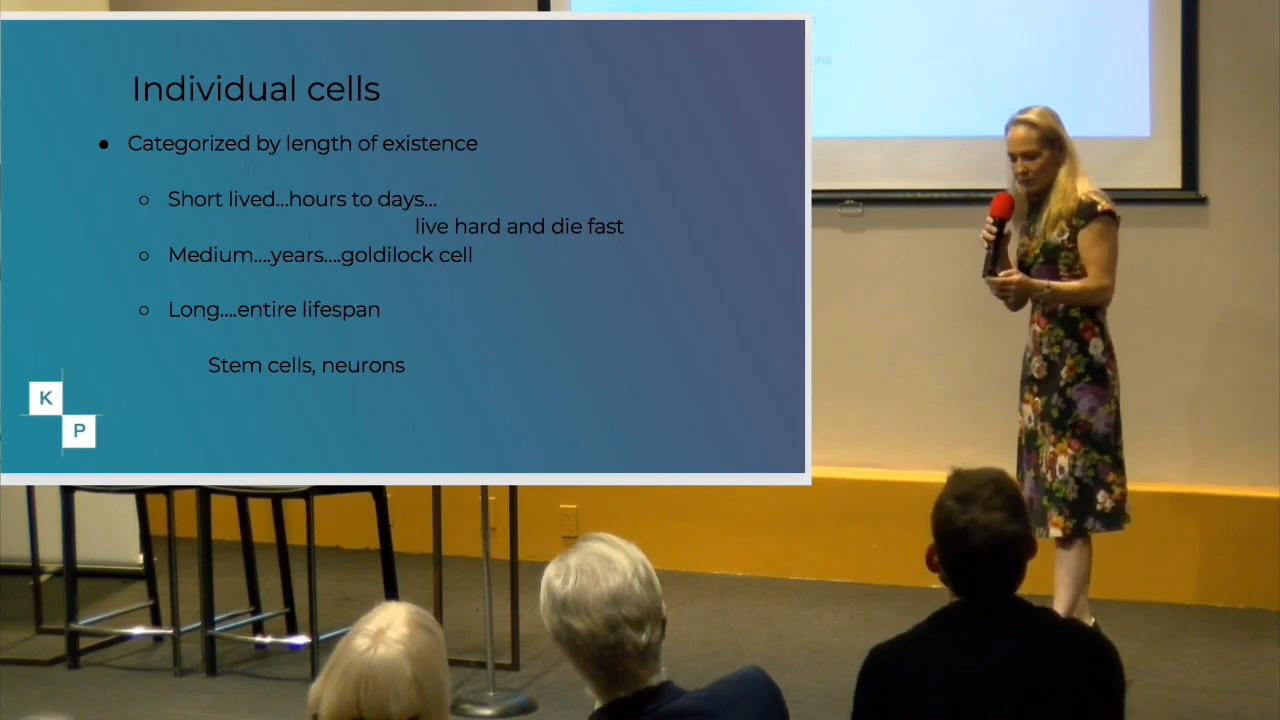 Individual cells
● Categorized by length of existence
○ Short lived...hours to days...
live hard and die fast
○ Medium....years....goldilock cell
○ Long....entire lifespan
Stem cells, neurons
K
P